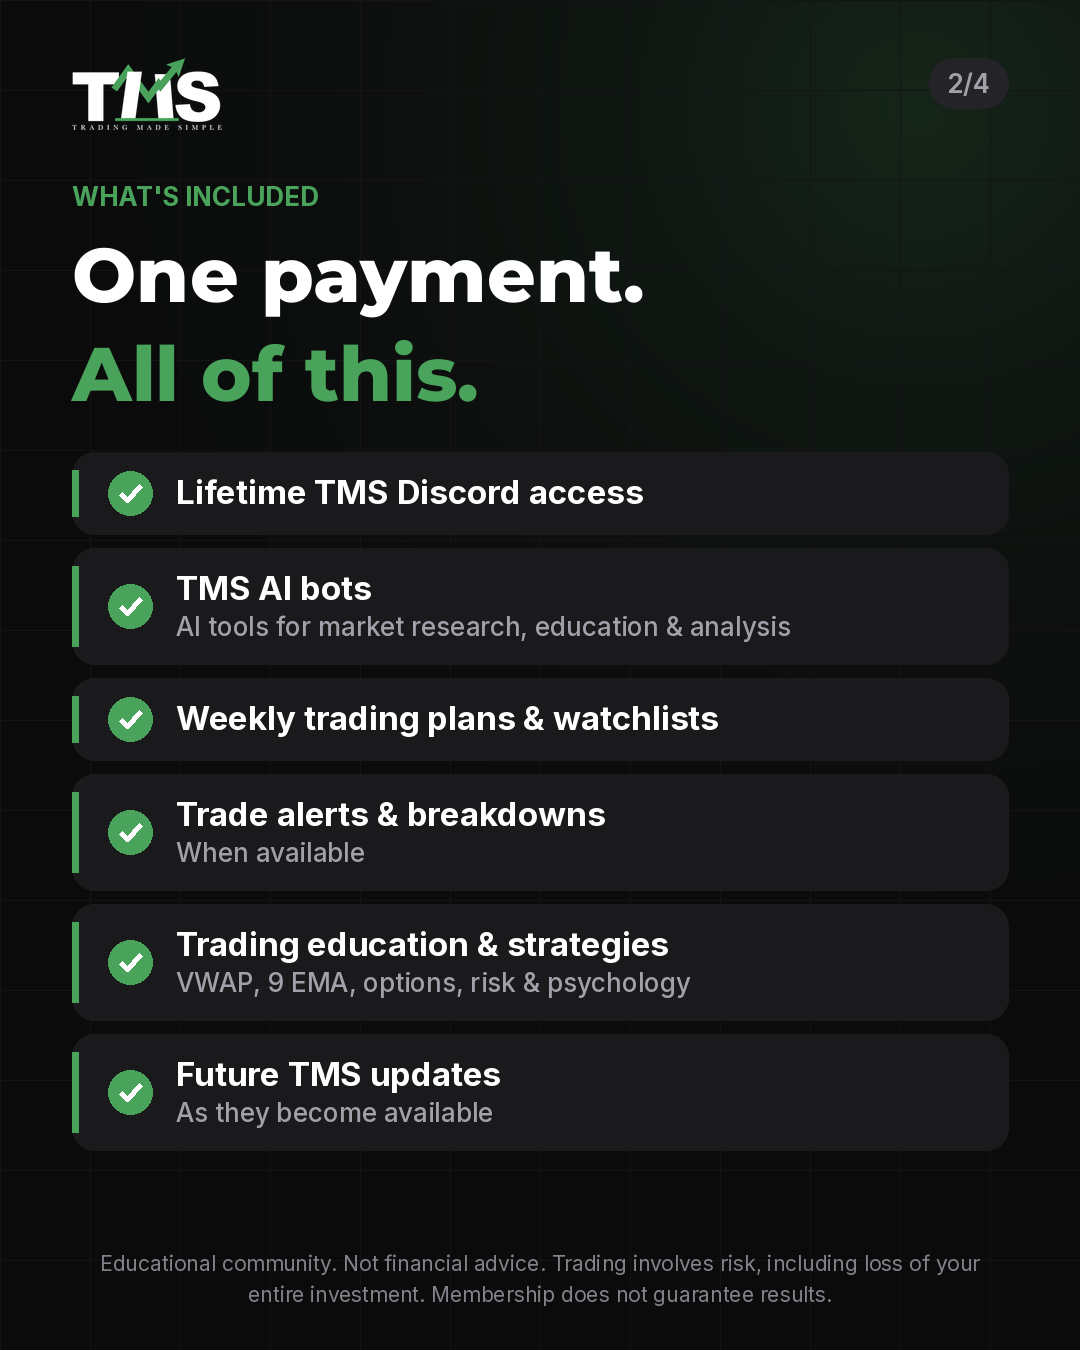 TMS
TRADING MADE SIMPLE
2/4
WHAT'S INCLUDED
One payment.
All of this.
Lifetime TMS Discord access
TMS AI bots
AI tools for market research, education & analysis
Weekly trading plans & watchlists
Trade alerts & breakdowns
When available
Trading education & strategies
VWAP, 9 EMA, options, risk & psychology
Future TMS updates
As they become available
Educational community. Not financial advice. Trading involves risk, including loss of your
entire investment. Membership does not guarantee results.